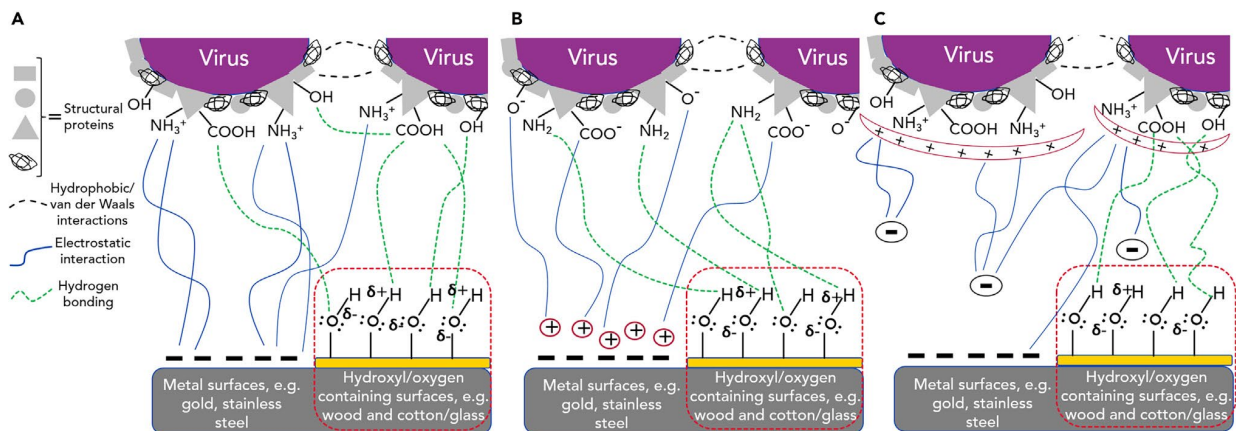 A
Virus
Virus
OH
NH₃⁺
COOH
OH
NH₃⁺
NH₃⁺
COOH
OH
= Structural
proteins
Hydrophobic/
van der Waals
interactions
Electrostatic
interaction
Hydrogen
bonding
H δ+ H H δ+ H
:O: δ- :O: δ- :O: :O:
δ-
Metal surfaces, e.g.
gold, stainless
steel
Hydroxyl/oxygen
containing surfaces, e.g.
wood and cotton/glass
B
Virus
Virus
O⁻
NH₂
COO⁻
NH₂
O⁻
NH₂
COO⁻
O⁻
+ + + + +
H δ+ H H δ+ H
:O: δ- :O: :O: δ- :O:
Metal surfaces, e.g.
gold, stainless
steel
Hydroxyl/oxygen
containing surfaces, e.g.
wood and cotton/glass
C
Virus
Virus
OH
NH₃⁺
COOH
OH
NH₃⁺
NH₃⁺
COOH
OH
+ + + + + + +
+ + + + +
-
-
-
H δ+ H H H
:O: δ- :O: :O: δ- :O:
Metal surfaces, e.g.
gold, stainless
steel
Hydroxyl/oxygen
containing surfaces, e.g.
wood and cotton/glass